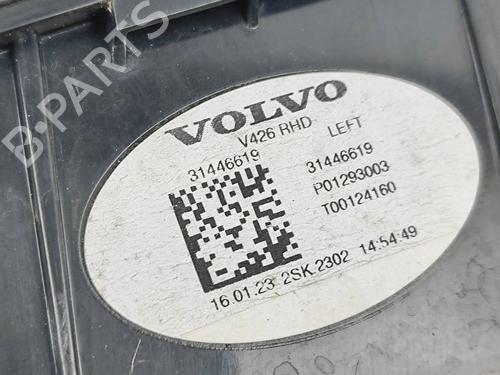 B-PARTS
VOLVO
V426 RHD LEFT
31446619 31446619
P01293003
T00124160
16.01.23 2SK 2302 14:54:49